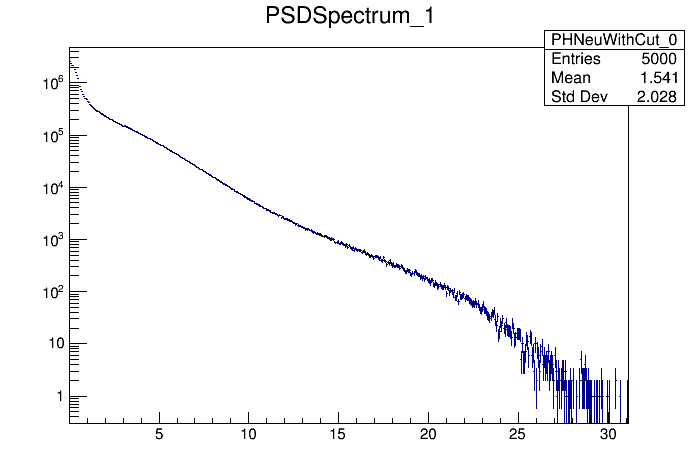 PSDSpectrum_1
PHNeuWithCut_0
Entries 5000
Mean 1.541
Std Dev 2.028
10^6
10^5
10^4
10^3
10^2
10
1
5 10 15 20 25 30